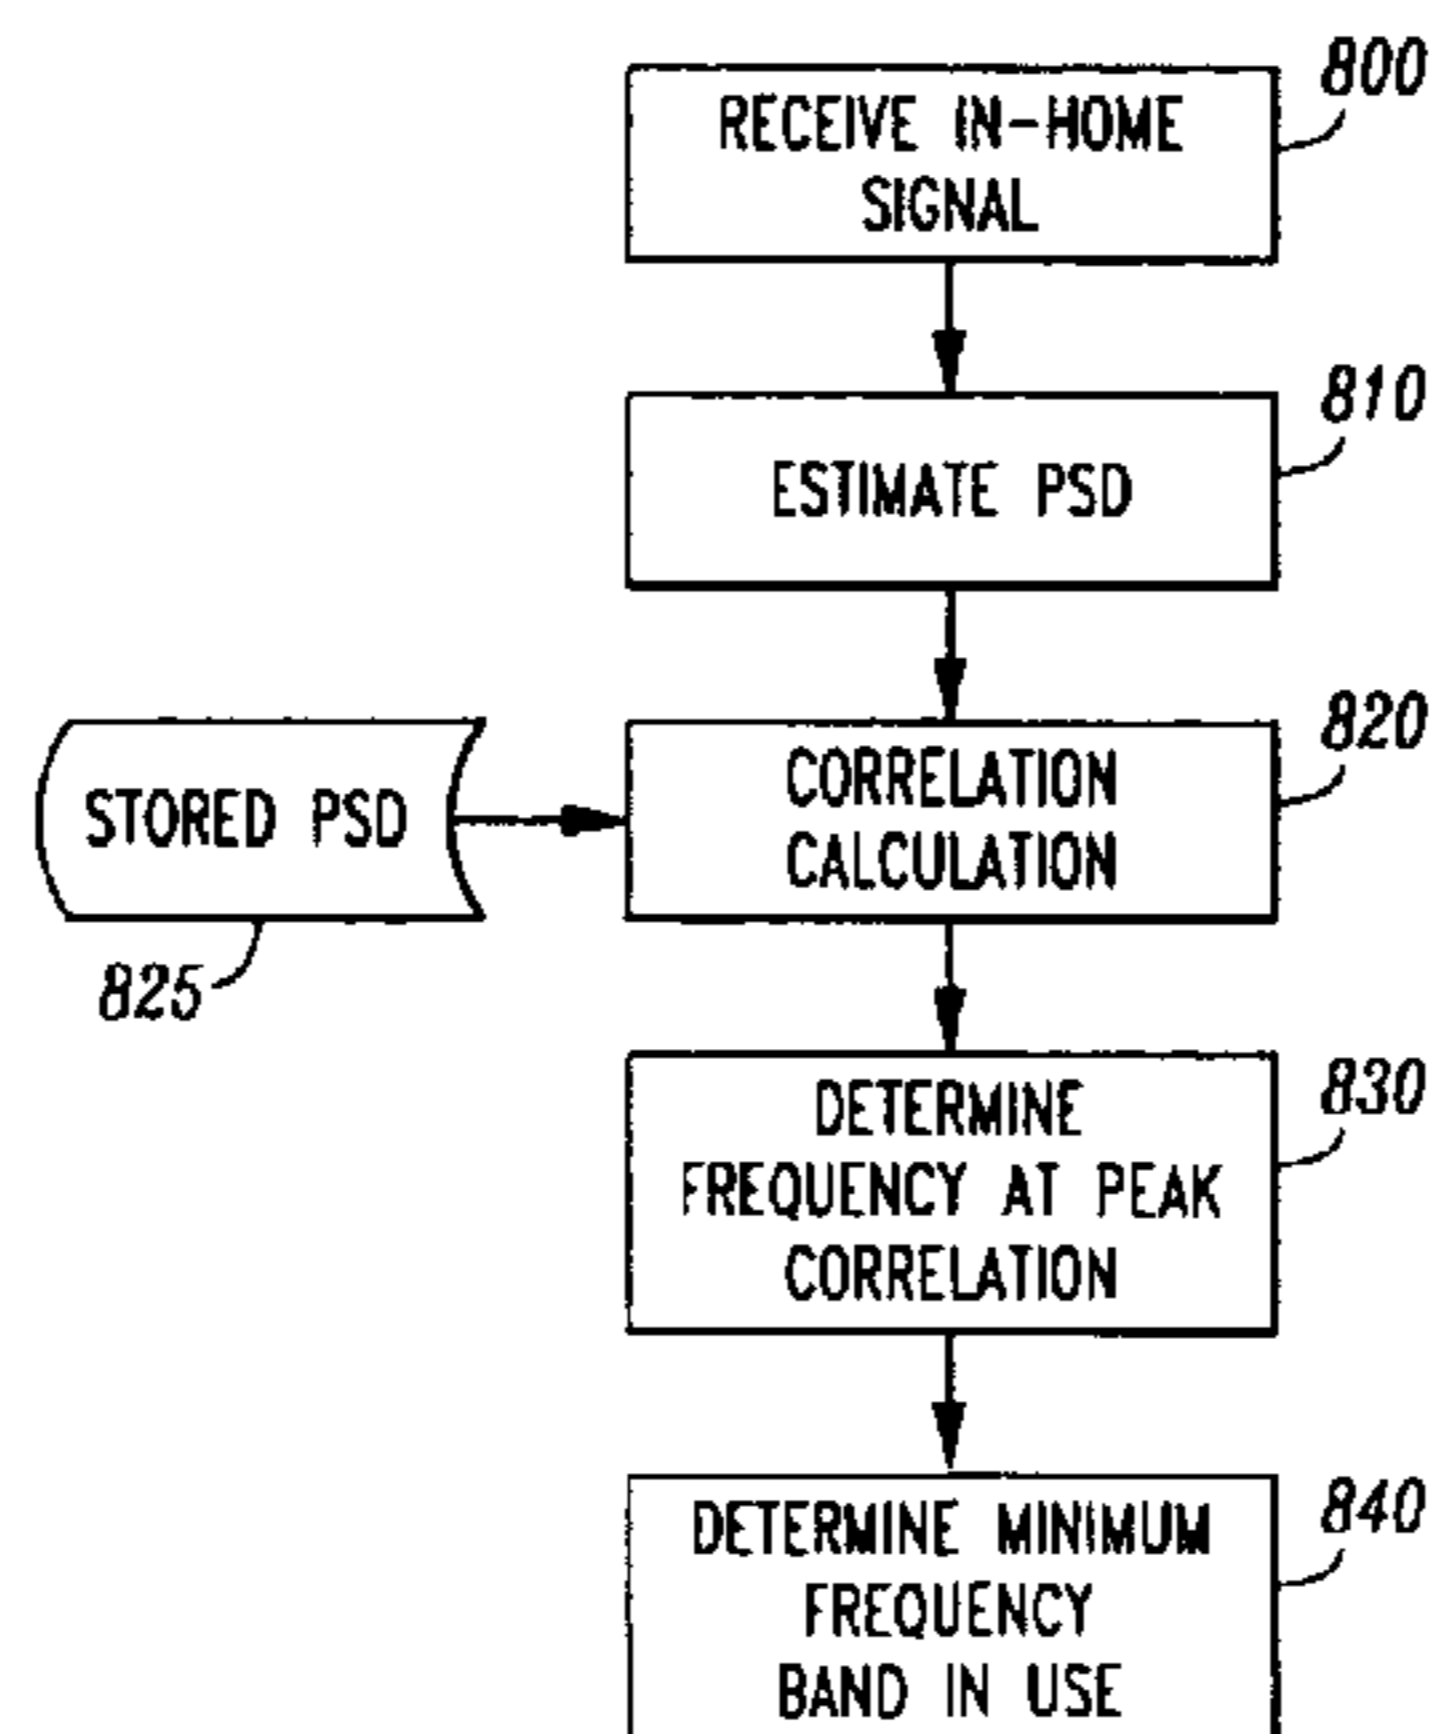 800
RECEIVE IN-HOME
SIGNAL
810
ESTIMATE PSD
820
CORRELATION
CALCULATION
STORED PSD
825
830
DETERMINE
FREQUENCY AT PEAK
CORRELATION
840
DETERMINE MINIMUM
FREQUENCY
BAND IN USE